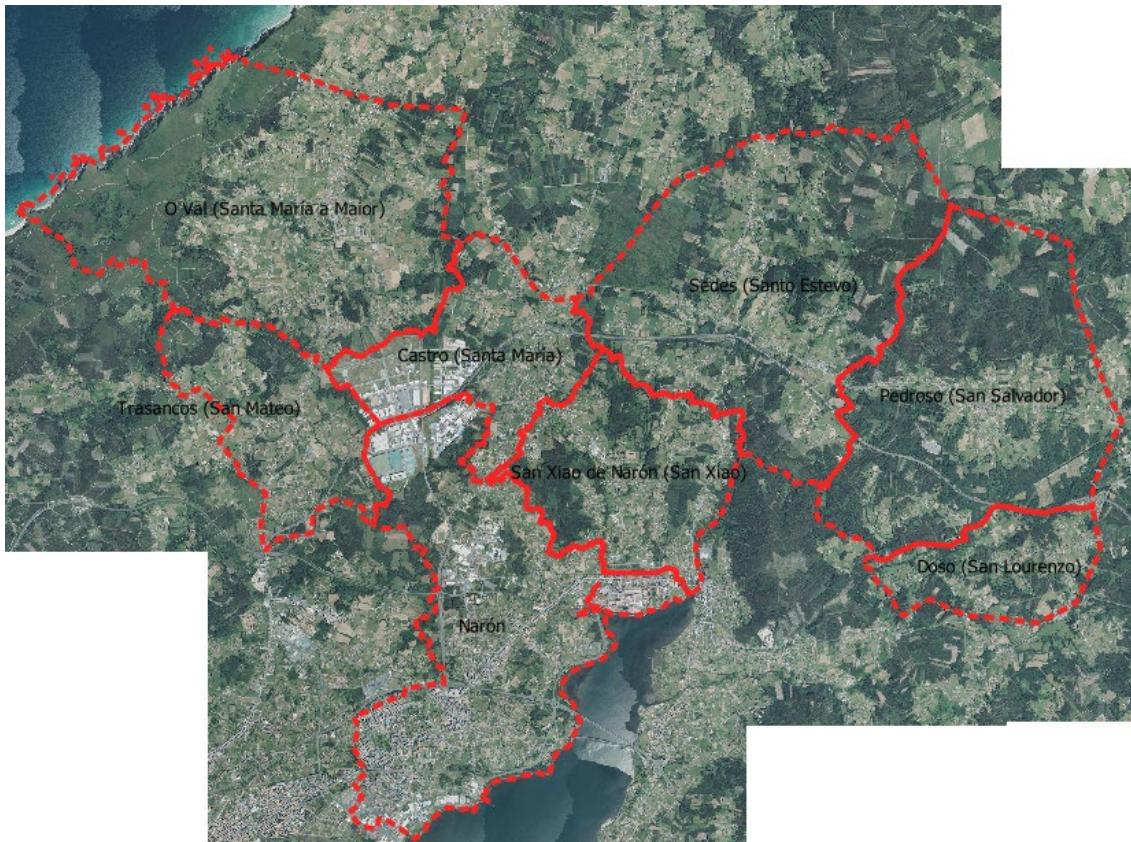 O Val (Santa María a Maior)
Sedes (Santo Estevo)
Castro (Santa María)
Pedroso (San Salvador)
Trasancos (San Mateo)
San Xiao de Narón (San Xiao)
Doso (San Lourenzo)
Narón